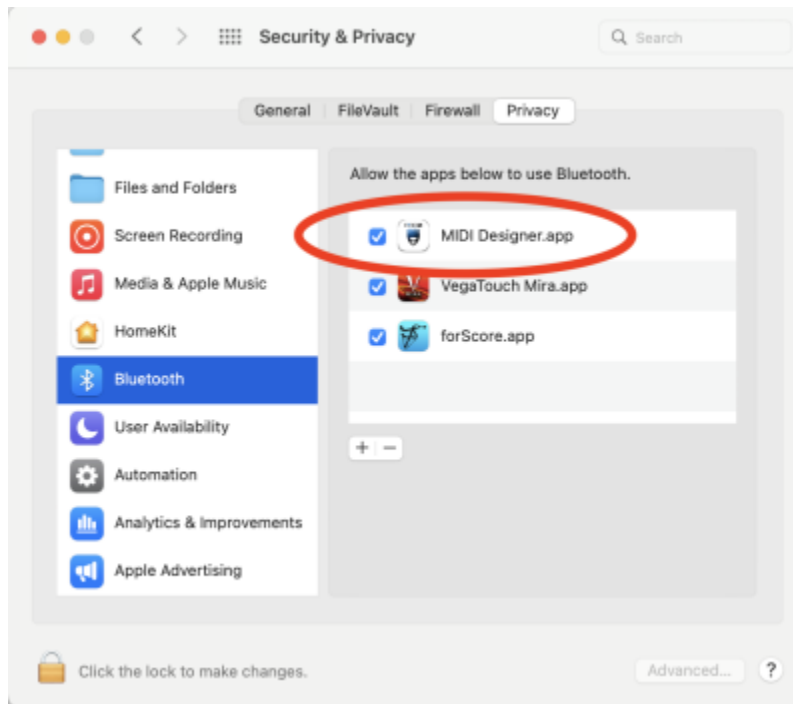 Security & Privacy
Search
General
FileVault
Firewall
Privacy
Files and Folders
Screen Recording
Media & Apple Music
HomeKit
Bluetooth
User Availability
Automation
Analytics & Improvements
Apple Advertising
Allow the apps below to use Bluetooth.
MIDI Designer.app
VegaTouch Mira.app
forScore.app
+ −
Click the lock to make changes.
Advanced...
?